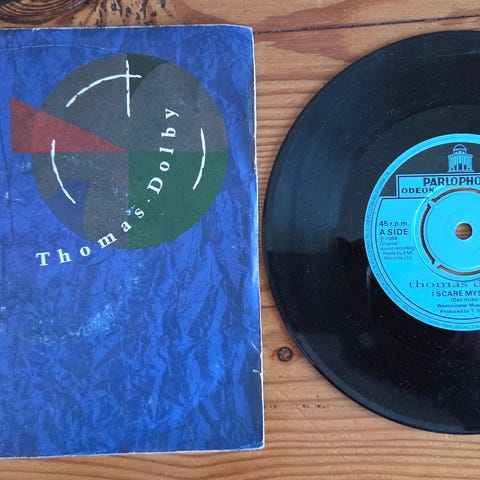 Thomas.Dolby
PARLOPHO
ODEON
45 r.p.m.
A SIDE
℗ 1984
Original
sound recording
made by EMI
Records Ltd
thomas d
I SCARE MYS
(Dan Hicks)
Westminster Mus
Produced by T. D